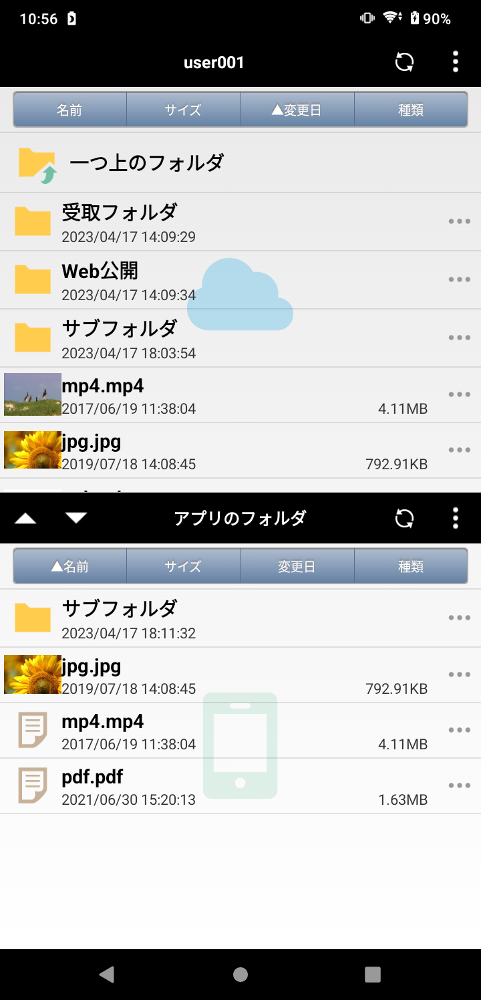 10:56 90%
user001
名前 サイズ ▲変更日 種類
一つ上のフォルダ
受取フォルダ
2023/04/17 14:09:29
Web公開
2023/04/17 14:09:34
サブフォルダ
2023/04/17 18:03:54
mp4.mp4
2017/06/19 11:38:04 4.11MB
jpg.jpg
2019/07/18 14:08:45 792.91KB
アプリのフォルダ
▲名前 サイズ 変更日 種類
サブフォルダ
2023/04/17 18:11:32
jpg.jpg
2019/07/18 14:08:45 792.91KB
mp4.mp4
2017/06/19 11:38:04 4.11MB
pdf.pdf
2021/06/30 15:20:13 1.63MB